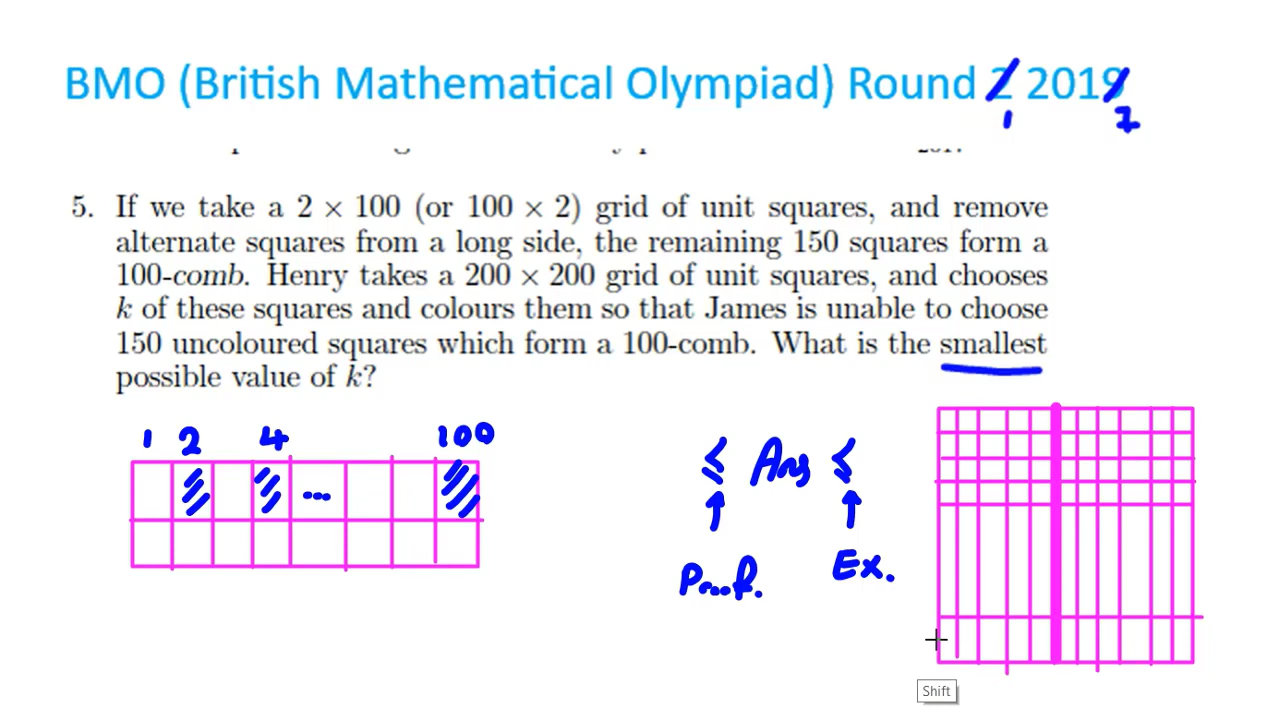 BMO (British Mathematical Olympiad) Round 2 2019
1 7
5. If we take a 2 × 100 (or 100 × 2) grid of unit squares, and remove
alternate squares from a long side, the remaining 150 squares form a
100-comb. Henry takes a 200 × 200 grid of unit squares, and chooses
k of these squares and colours them so that James is unable to choose
150 uncoloured squares which form a 100-comb. What is the smallest
possible value of k?
1 2 4 100
...
≤ Ans ≤
Proof. Ex.
Shift